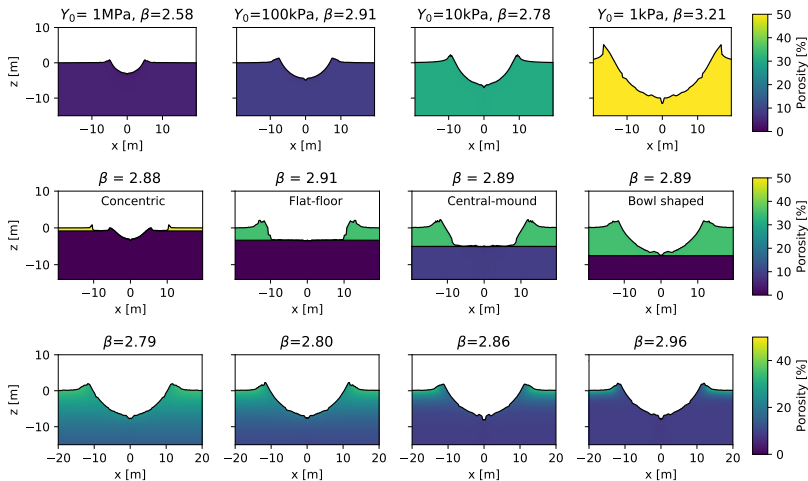 Y₀= 1MPa, β=2.58
Y₀= 100kPa, β=2.91
Y₀= 10kPa, β=2.78
Y₀= 1kPa, β=3.21
10
0
−10
z [m]
−10 0 10
x [m]
−10 0 10
x [m]
−10 0 10
x [m]
−10 0 10
x [m]
50
40
30
20
10
0
Porosity [%]
β = 2.88
β = 2.91
β = 2.89
β = 2.89
Concentric
Flat-floor
Central-mound
Bowl shaped
10
0
−10
z [m]
−10 0 10
x [m]
−10 0 10
x [m]
−10 0 10
x [m]
−10 0 10
x [m]
50
40
30
20
10
0
Porosity [%]
β=2.79
β=2.80
β=2.86
β=2.96
10
0
−10
z [m]
−20 −10 0 10 20
x [m]
−20 −10 0 10 20
x [m]
−20 −10 0 10 20
x [m]
−20 −10 0 10 20
x [m]
40
20
0
Porosity [%]